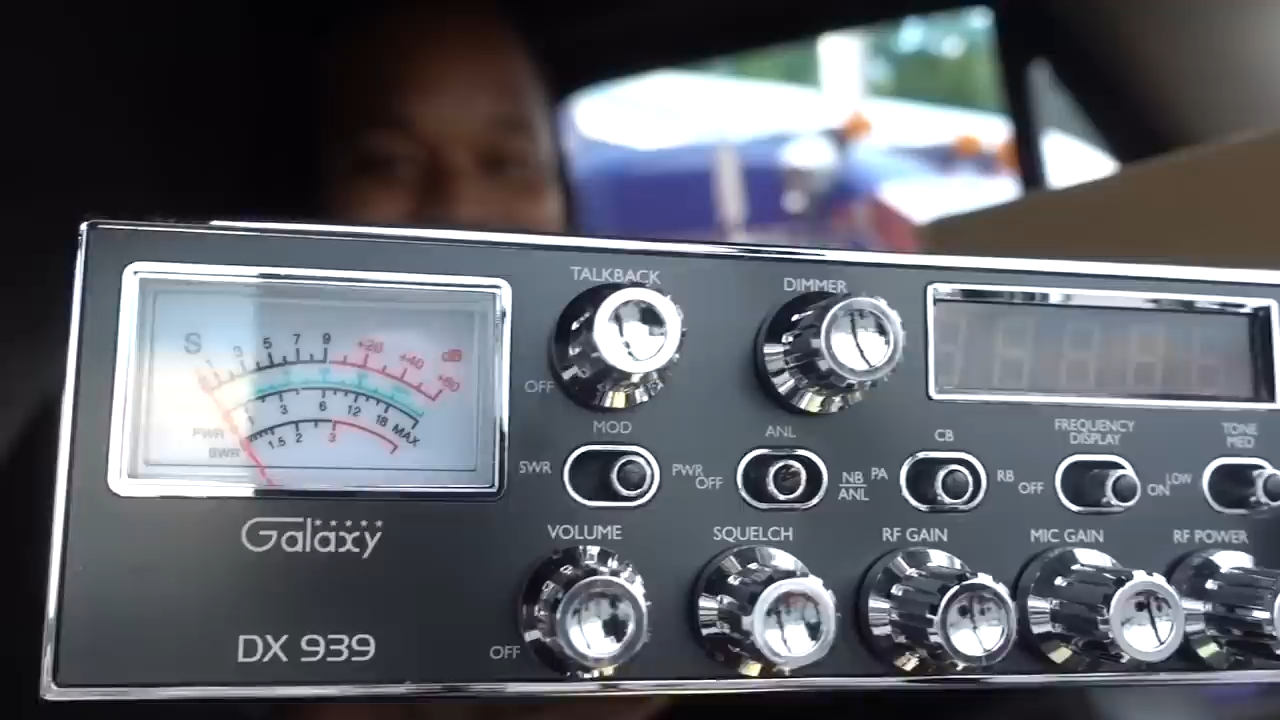 TALKBACK
DIMMER
OFF
S
3 5 7 9 +20 +40 +60 dB
1 3 6 12 18 MAX
PWR
1.5 2 3
SWR
MOD
SWR
PWR
ANL
OFF
NB
ANL
CB
PA
RB
FREQUENCY
DISPLAY
OFF
ON
TONE
MED
LOW
Galaxy
VOLUME
SQUELCH
RF GAIN
MIC GAIN
RF POWER
OFF
DX 939